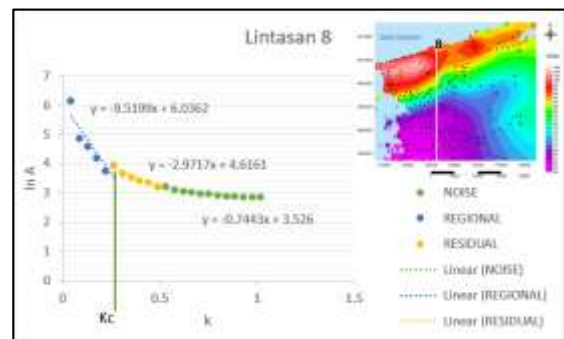 Lintasan 8
8
7
6
5
4
3
2
1
0
ln A
y = -9.5199x + 6.0362
y = -2.9717x + 4.6161
y = -0.7443x + 3.526
0
0.5
1
1.5
Kc
k
NOISE
REGIONAL
RESIDUAL
Linear (NOISE)
Linear (REGIONAL)
Linear (RESIDUAL)